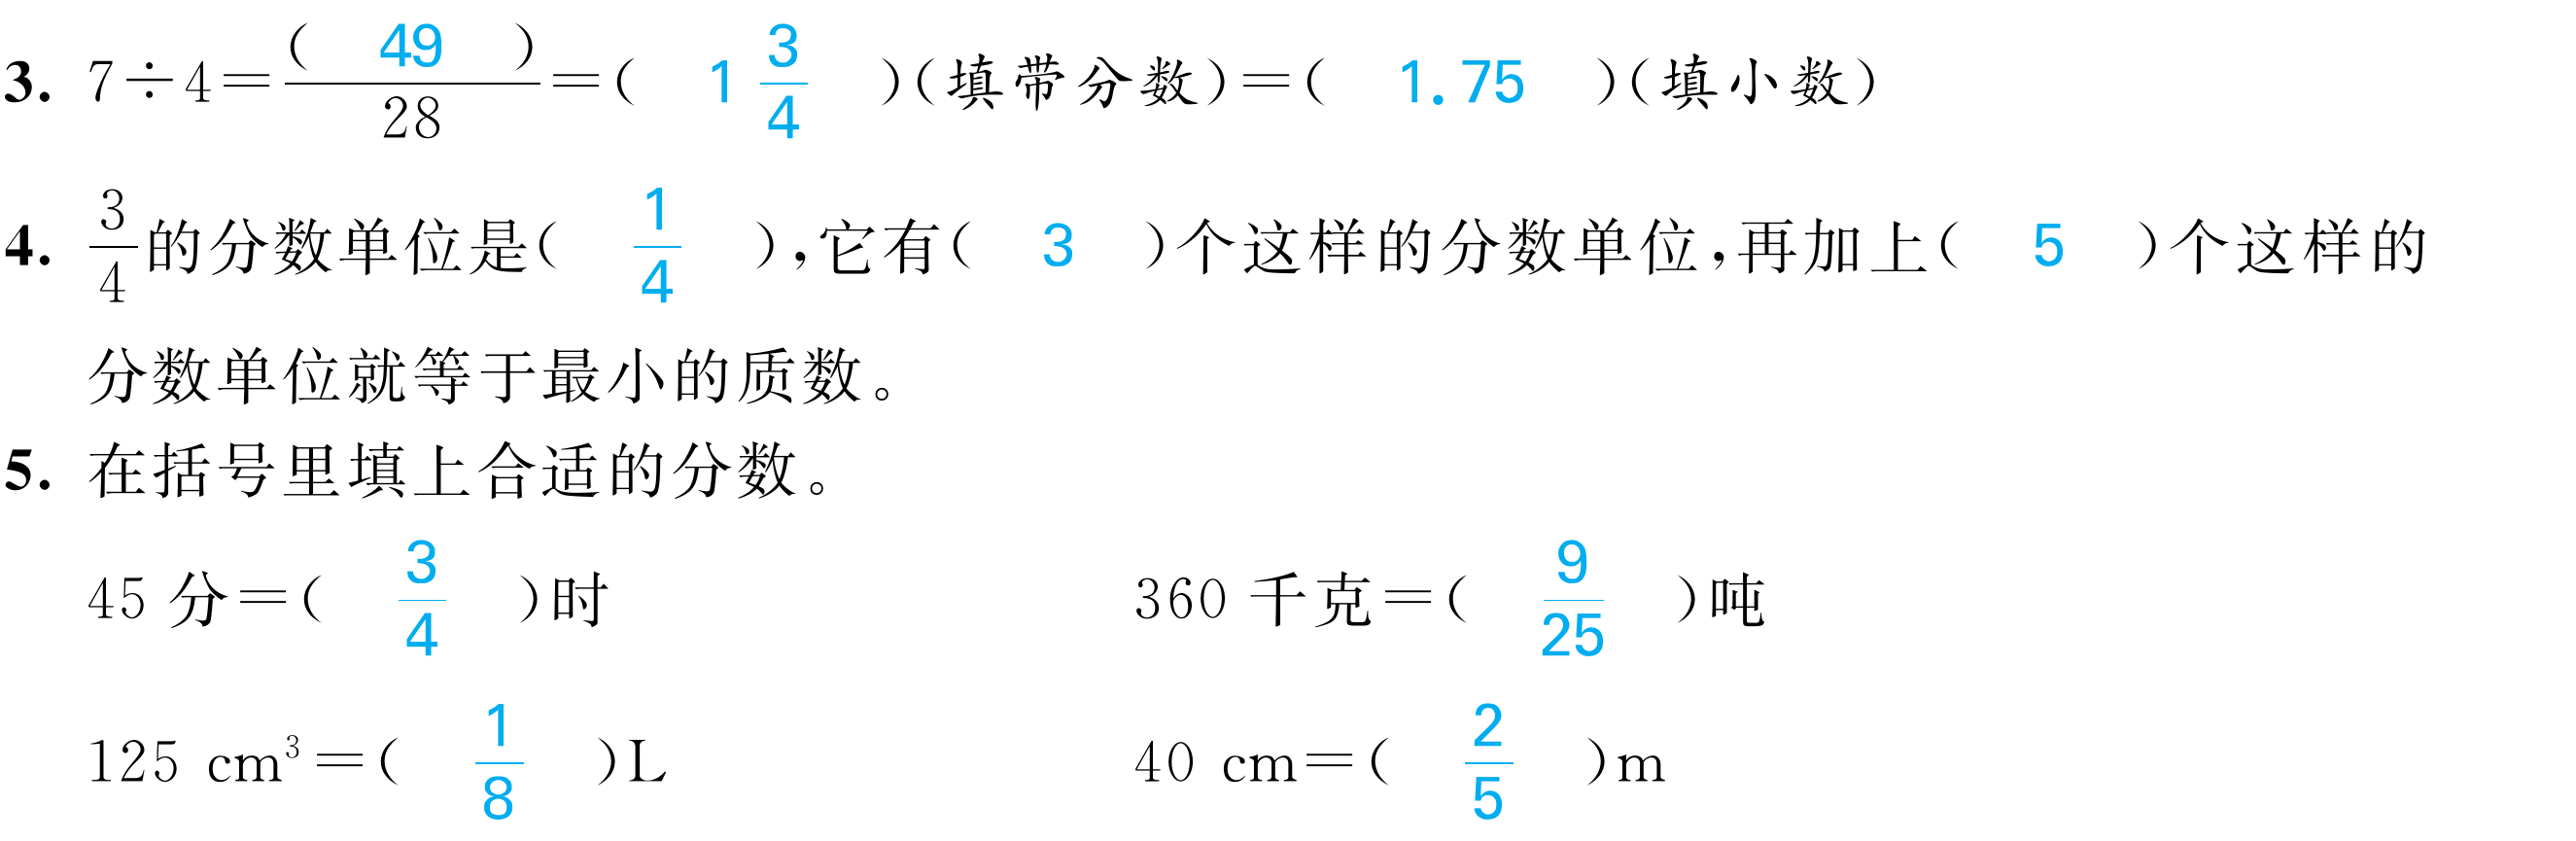 3. 7÷4=( 49 )/28=( 1 3/4 )(填带分数)=( 1.75 )(填小数)
4. 3/4的分数单位是( 1/4 ),它有( 3 )个这样的分数单位,再加上( 5 )个这样的
分数单位就等于最小的质数。
5. 在括号里填上合适的分数。
45 分=( 3/4 )时 360 千克=( 9/25 )吨
125 cm³=( 1/8 )L 40 cm=( 2/5 )m